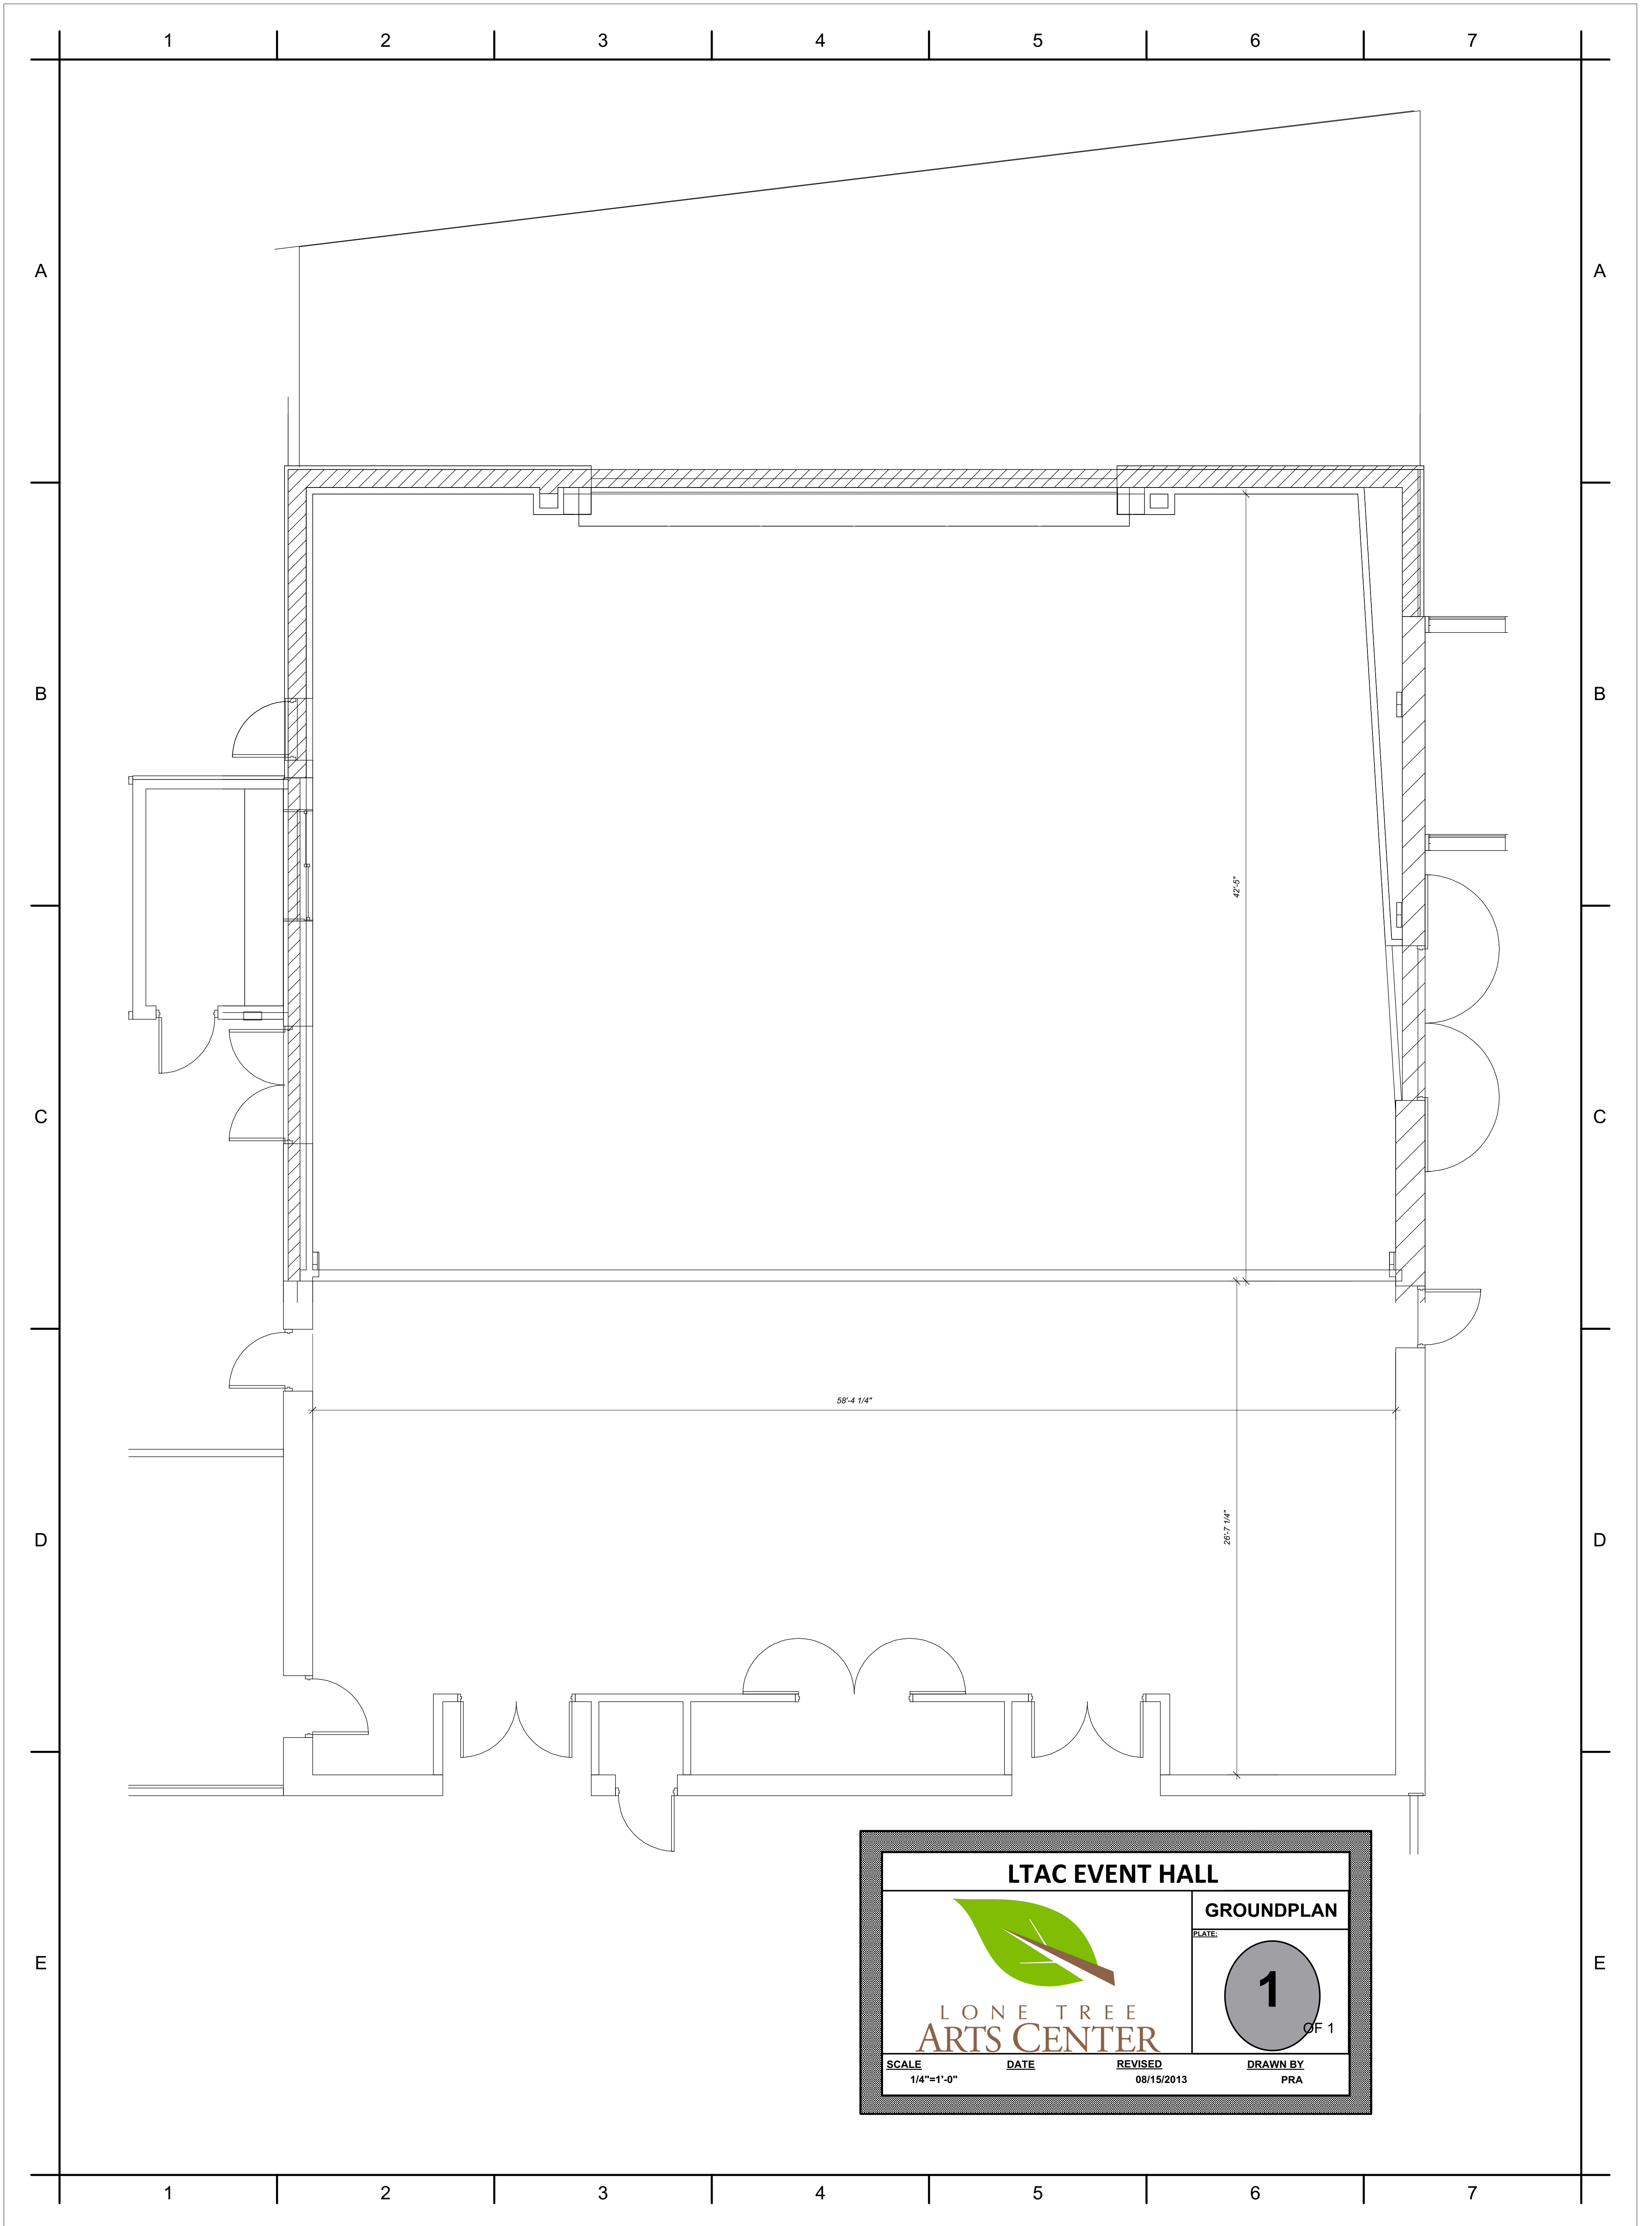 1 2 3 4 5 6 7
A A
B B
42'-5"
C C
58'-4 1/4"
D D
26'-7 1/4"
LTAC EVENT HALL
GROUNDPLAN
PLATE:
E E
1
OF 1
LONE TREE
ARTS CENTER
SCALE DATE REVISED DRAWN BY
1/4"=1'-0" 08/15/2013 PRA
1 2 3 4 5 6 7